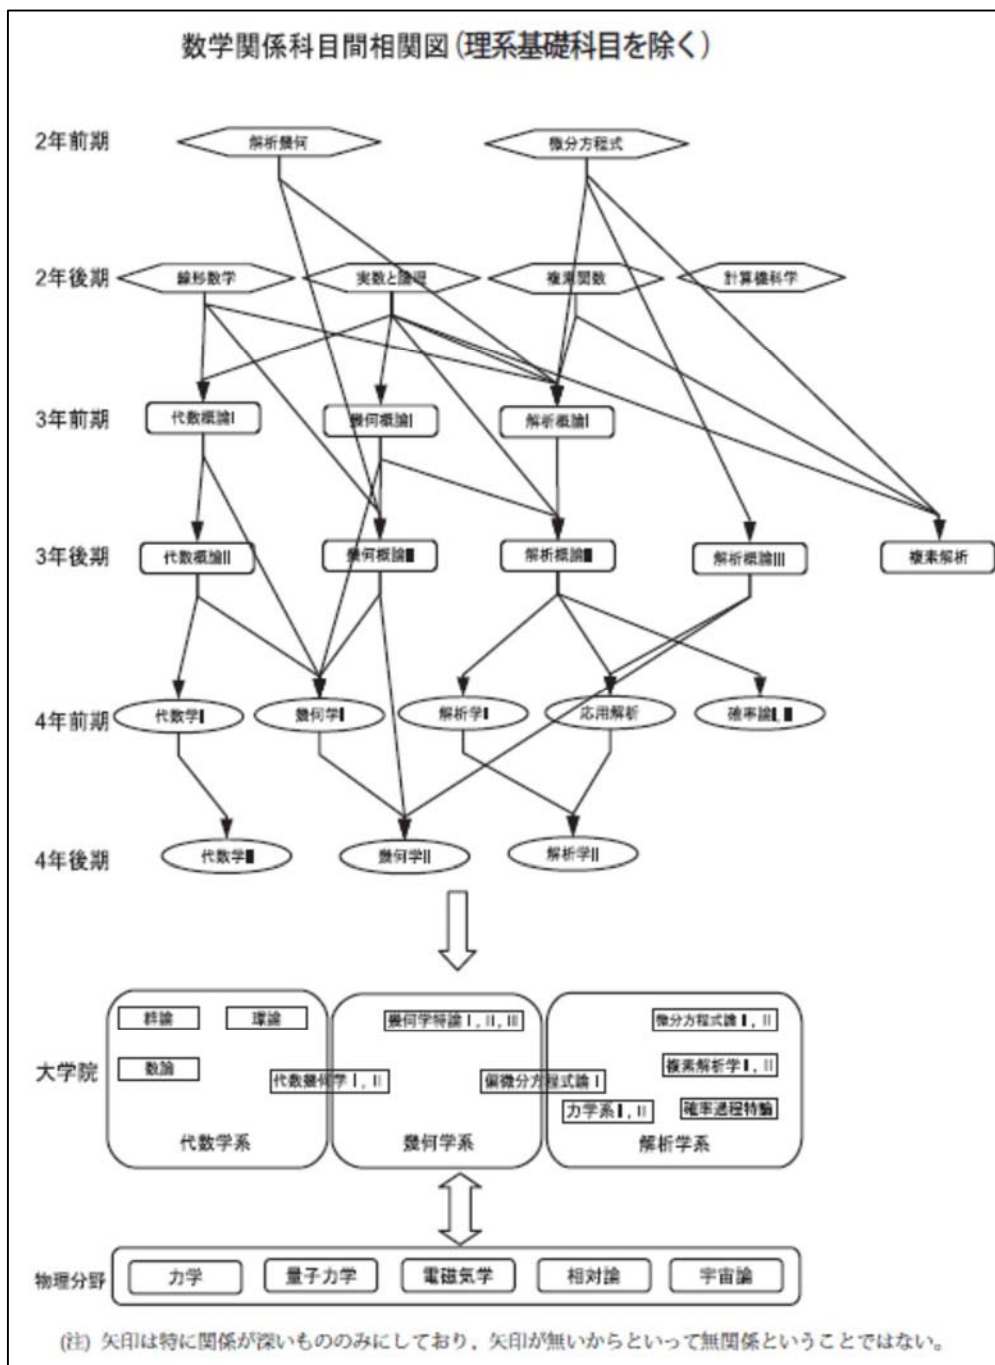 数学関係科目間相関図(理系基礎科目を除く)
2年前期
解析幾何
微分方程式
2年後期
線形数学
実数と論理
複素関数
計算機科学
3年前期
代数概論I
幾何概論I
解析概論I
3年後期
代数概論II
幾何概論
解析概論
解析概論III
複素解析
4年前期
代数学I
幾何学I
解析学I
応用解析
確率論I,
4年後期
代数学
幾何学II
解析学II
大学院
群論
環論
幾何学特論 I, II, III
微分方程式論 I, II
数論
代数幾何学 I, II
偏微分方程式論 I
複素解析学 I, II
力学系 I, II
確率過程特論
代数学系
幾何学系
解析学系
物理分野
力学
量子力学
電磁気学
相対論
宇宙論
(注) 矢印は特に関係が深いもののみにしており，矢印が無いからといって無関係ということではない。